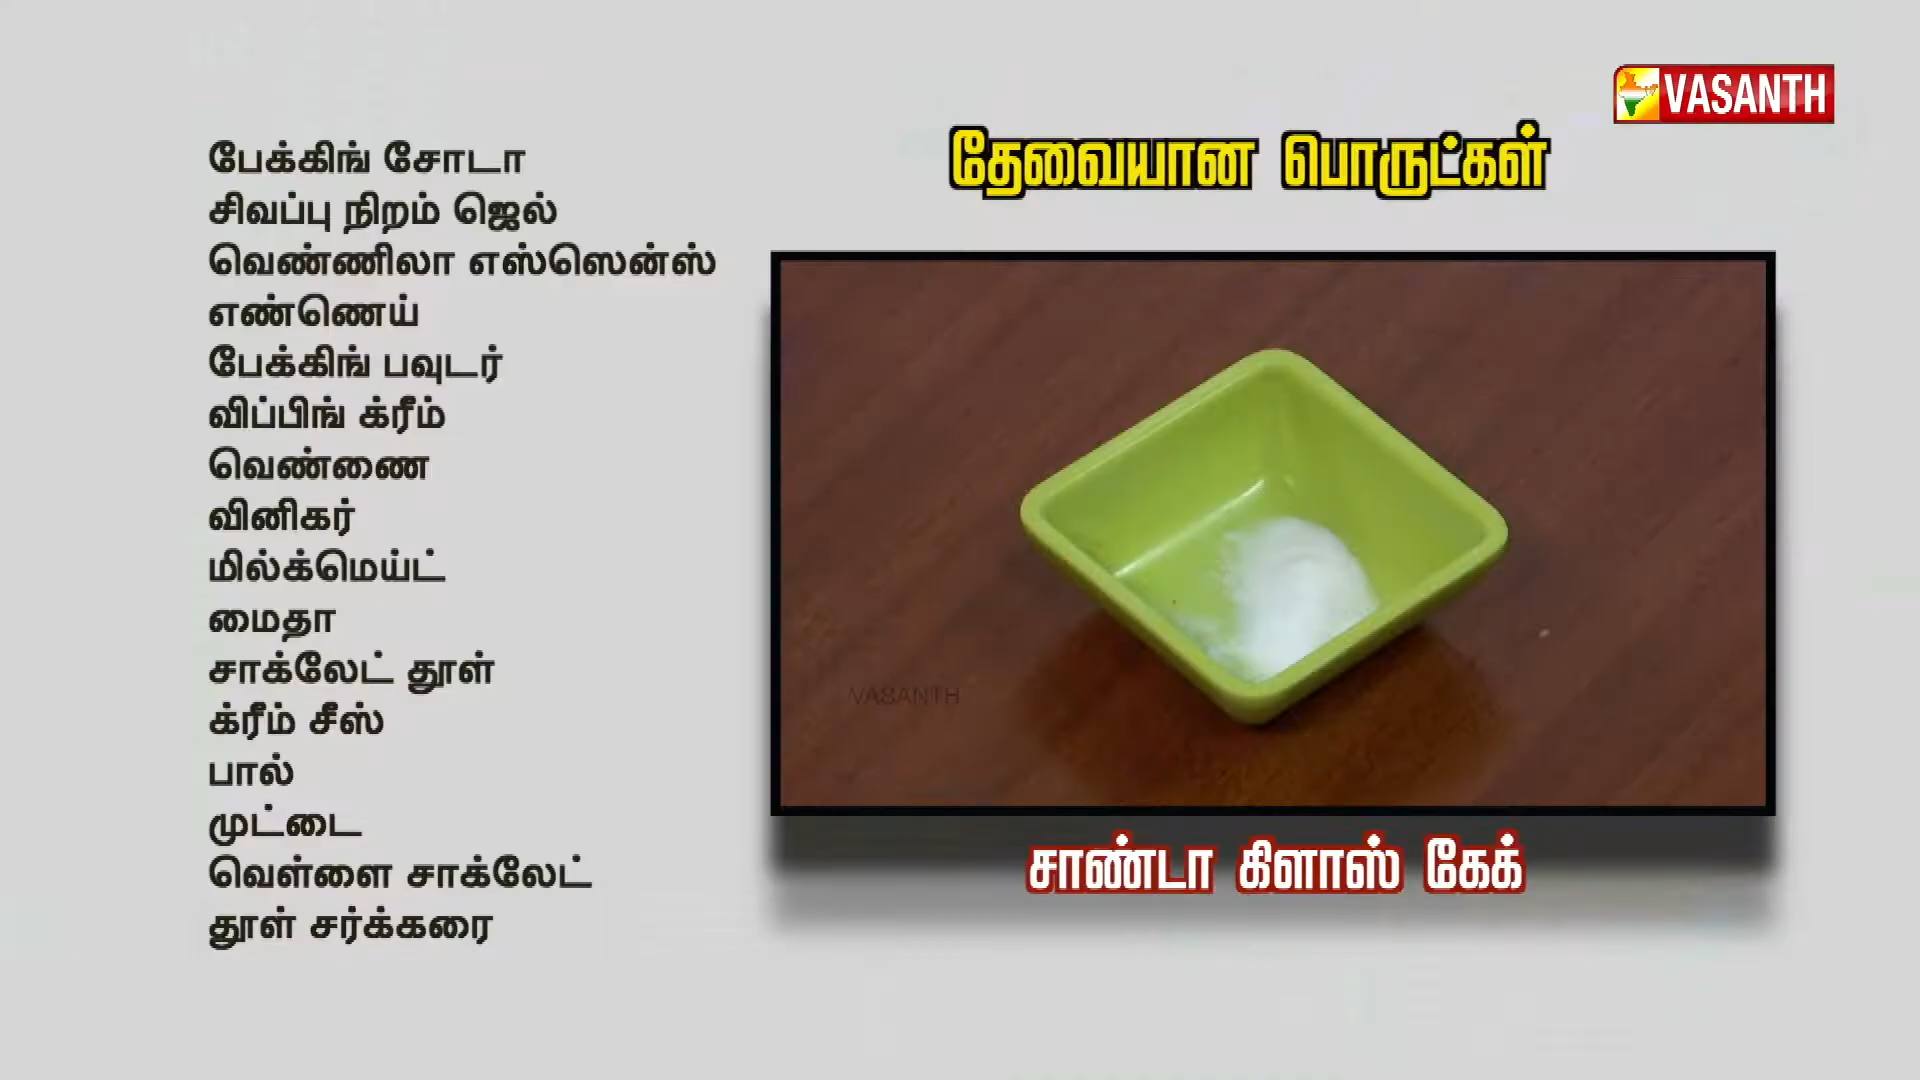 VASANTH
தேவையான பொருட்கள்
பேக்கிங் சோடா
சிவப்பு நிறம் ஜெல்
வெண்ணிலா எஸ்ஸென்ஸ்
எண்ணெய்
பேக்கிங் பவுடர்
விப்பிங் க்ரீம்
வெண்ணை
வினிகர்
மில்க்மெய்ட்
மைதா
சாக்லேட் தூள்
க்ரீம் சீஸ்
பால்
முட்டை
வெள்ளை சாக்லேட்
தூள் சர்க்கரை
VASANTH
சாண்டா கிளாஸ் கேக்